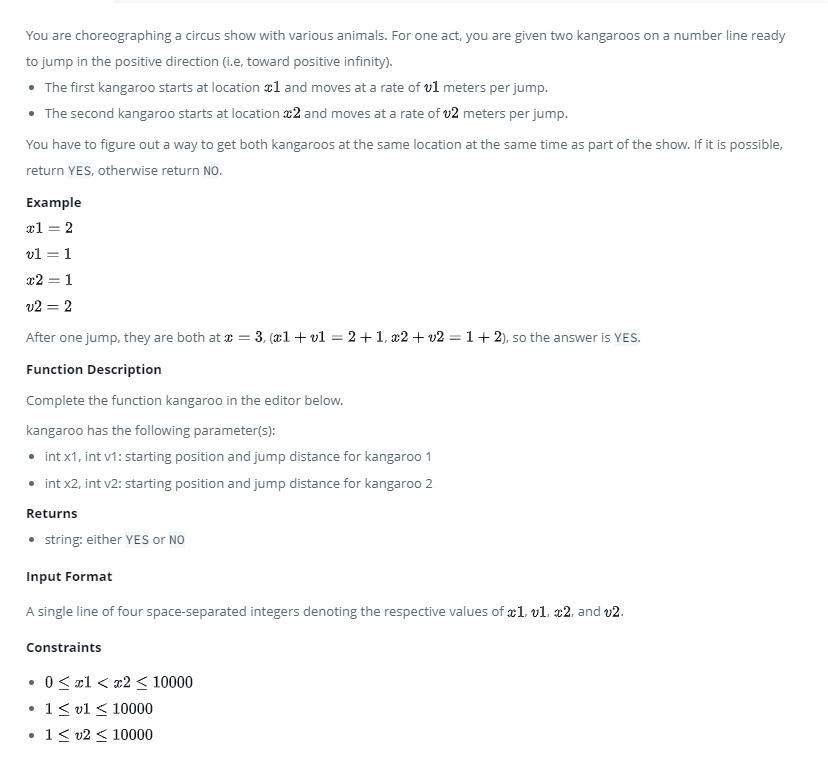 You are choreographing a circus show with various animals. For one act, you are given two kangaroos on a number line ready
to jump in the positive direction (i.e, toward positive infinity).
• The first kangaroo starts at location x1 and moves at a rate of v1 meters per jump.
• The second kangaroo starts at location x2 and moves at a rate of v2 meters per jump.
You have to figure out a way to get both kangaroos at the same location at the same time as part of the show. If it is possible,
return YES, otherwise return NO.
Example
x1 = 2
v1 = 1
x2 = 1
v2 = 2
After one jump, they are both at x = 3, (x1 + v1 = 2 + 1, x2 + v2 = 1 + 2), so the answer is YES.
Function Description
Complete the function kangaroo in the editor below.
kangaroo has the following parameter(s):
• int x1, int v1: starting position and jump distance for kangaroo 1
• int x2, int v2: starting position and jump distance for kangaroo 2
Returns
• string: either YES or NO
Input Format
A single line of four space-separated integers denoting the respective values of x1, v1, x2, and v2.
Constraints
• 0 ≤ x1 < x2 ≤ 10000
• 1 ≤ v1 ≤ 10000
• 1 ≤ v2 ≤ 10000